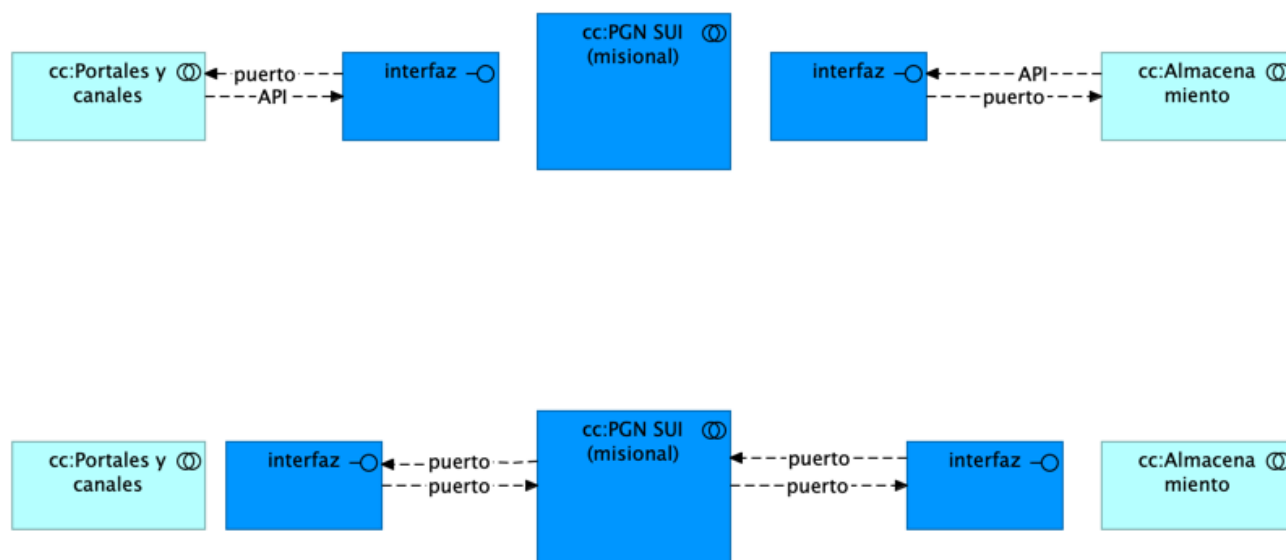 cc:PGN SUI
(misional)
cc:Portales y
canales
puerto
API
interfaz
interfaz
API
puerto
cc:Almacena
miento
cc:PGN SUI
(misional)
cc:Portales y
canales
interfaz
puerto
puerto
puerto
puerto
interfaz
cc:Almacena
miento